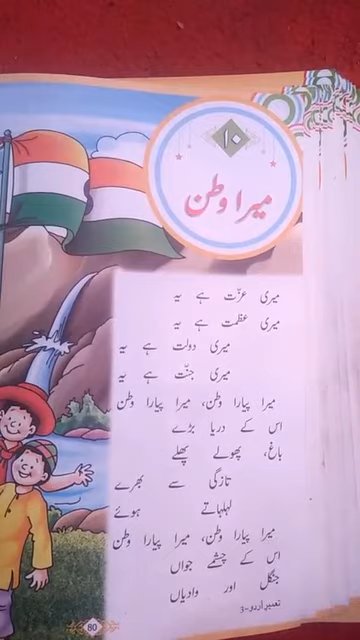 ۱۰
میرا وطن
میری عزّت ہے یہ
میری عظمت ہے یہ
میری دولت ہے یہ
میری جنّت ہے یہ
میرا پیارا وطن، میرا پیارا وطن
اس کے دریا بڑے
باغ، پھولے پھلے
تازگی سے بھرے
لہلہاتے ہوئے
میرا پیارا وطن، میرا پیارا وطن
اس کے چشمے جواں
جنگل اور وادیاں
تعمیرِ اردو-3
80